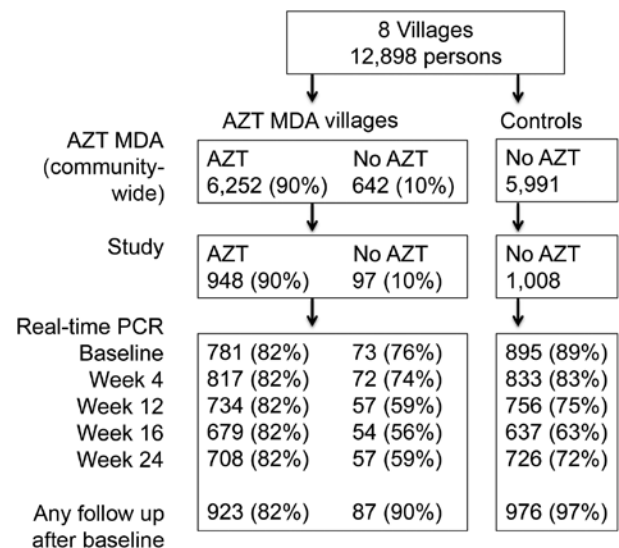 8 Villages
12,898 persons
AZT MDA villages Controls
AZT MDA
(community-
wide)
AZT No AZT No AZT
6,252 (90%) 642 (10%) 5,991
Study
AZT No AZT No AZT
948 (90%) 97 (10%) 1,008
Real-time PCR
Baseline 781 (82%) 73 (76%) 895 (89%)
Week 4 817 (82%) 72 (74%) 833 (83%)
Week 12 734 (82%) 57 (59%) 756 (75%)
Week 16 679 (82%) 54 (56%) 637 (63%)
Week 24 708 (82%) 57 (59%) 726 (72%)
Any follow up 923 (82%) 87 (90%) 976 (97%)
after baseline